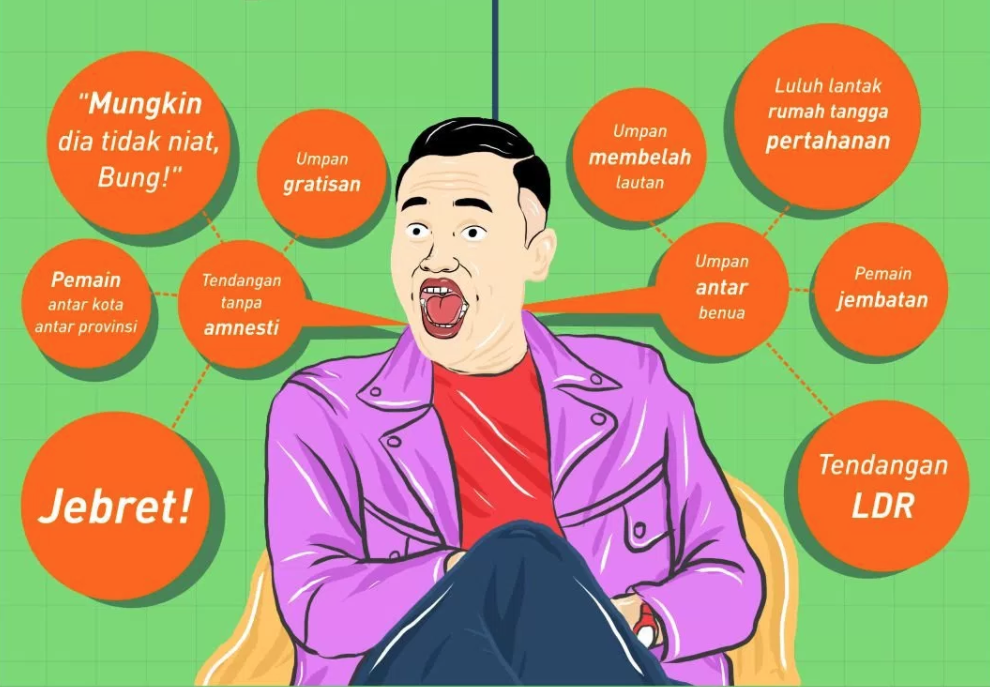 "Mungkin
dia tidak niat,
Bung!"
Umpan
gratisan
Pemain
antar kota
antar provinsi
Tendangan
tanpa
amnesti
Jebret!
Umpan
membelah
lautan
Luluh lantak
rumah tangga
pertahanan
Umpan
antar
benua
Pemain
jembatan
Tendangan
LDR